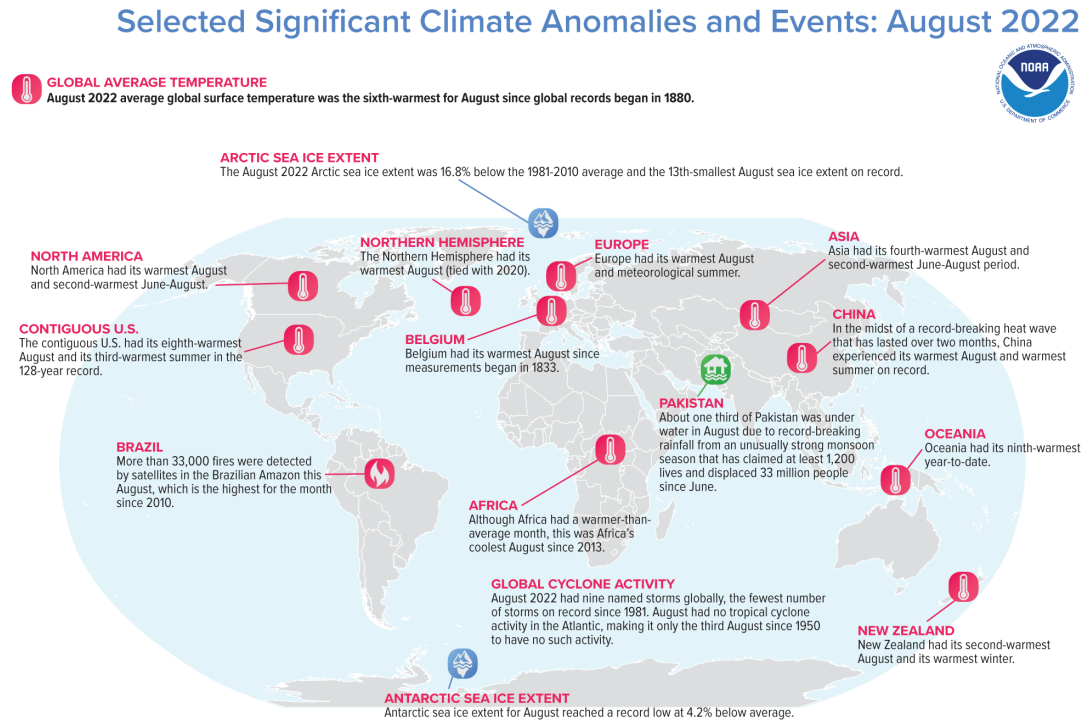 Selected Significant Climate Anomalies and Events: August 2022
NATIONAL OCEANIC AND ATMOSPHERIC ADMINISTRATION
NOAA
U.S. DEPARTMENT OF COMMERCE
GLOBAL AVERAGE TEMPERATURE
August 2022 average global surface temperature was the sixth-warmest for August since global records began in 1880.
ARCTIC SEA ICE EXTENT
The August 2022 Arctic sea ice extent was 16.8% below the 1981-2010 average and the 13th-smallest August sea ice extent on record.
NORTH AMERICA
North America had its warmest August
and second-warmest June-August.
NORTHERN HEMISPHERE
The Northern Hemisphere had its
warmest August (tied with 2020).
EUROPE
Europe had its warmest August
and meteorological summer.
ASIA
Asia had its fourth-warmest August and
second-warmest June-August period.
CONTIGUOUS U.S.
The contiguous U.S. had its eighth-warmest
August and its third-warmest summer in the
128-year record.
BELGIUM
Belgium had its warmest August since
measurements began in 1833.
CHINA
In the midst of a record-breaking heat wave
that has lasted over two months, China
experienced its warmest August and warmest
summer on record.
PAKISTAN
About one third of Pakistan was under
water in August due to record-breaking
rainfall from an unusually strong monsoon
season that has claimed at least 1,200
lives and displaced 33 million people
since June.
BRAZIL
More than 33,000 fires were detected
by satellites in the Brazilian Amazon this
August, which is the highest for the month
since 2010.
OCEANIA
Oceania had its ninth-warmest
year-to-date.
AFRICA
Although Africa had a warmer-than-
average month, this was Africa's
coolest August since 2013.
GLOBAL CYCLONE ACTIVITY
August 2022 had nine named storms globally, the fewest number
of storms on record since 1981. August had no tropical cyclone
activity in the Atlantic, making it only the third August since 1950
to have no such activity.
NEW ZEALAND
New Zealand had its second-warmest
August and its warmest winter.
ANTARCTIC SEA ICE EXTENT
Antarctic sea ice extent for August reached a record low at 4.2% below average.